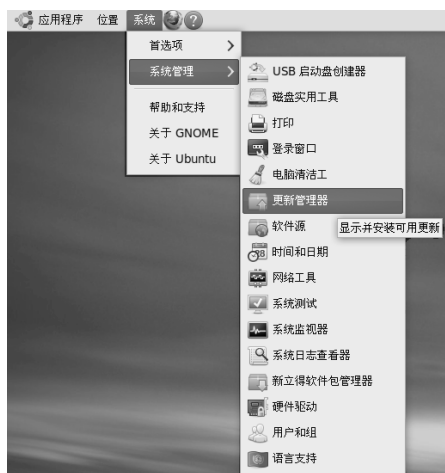 应用程序 位置 系统
首选项
系统管理
帮助和支持
关于 GNOME
关于 Ubuntu
USB 启动盘创建器
磁盘实用工具
打印
登录窗口
电脑清洁工
更新管理器
软件源
显示并安装可用更新
时间和日期
网络工具
系统测试
系统监视器
系统日志查看器
新立得软件包管理器
硬件驱动
用户和组
语言支持